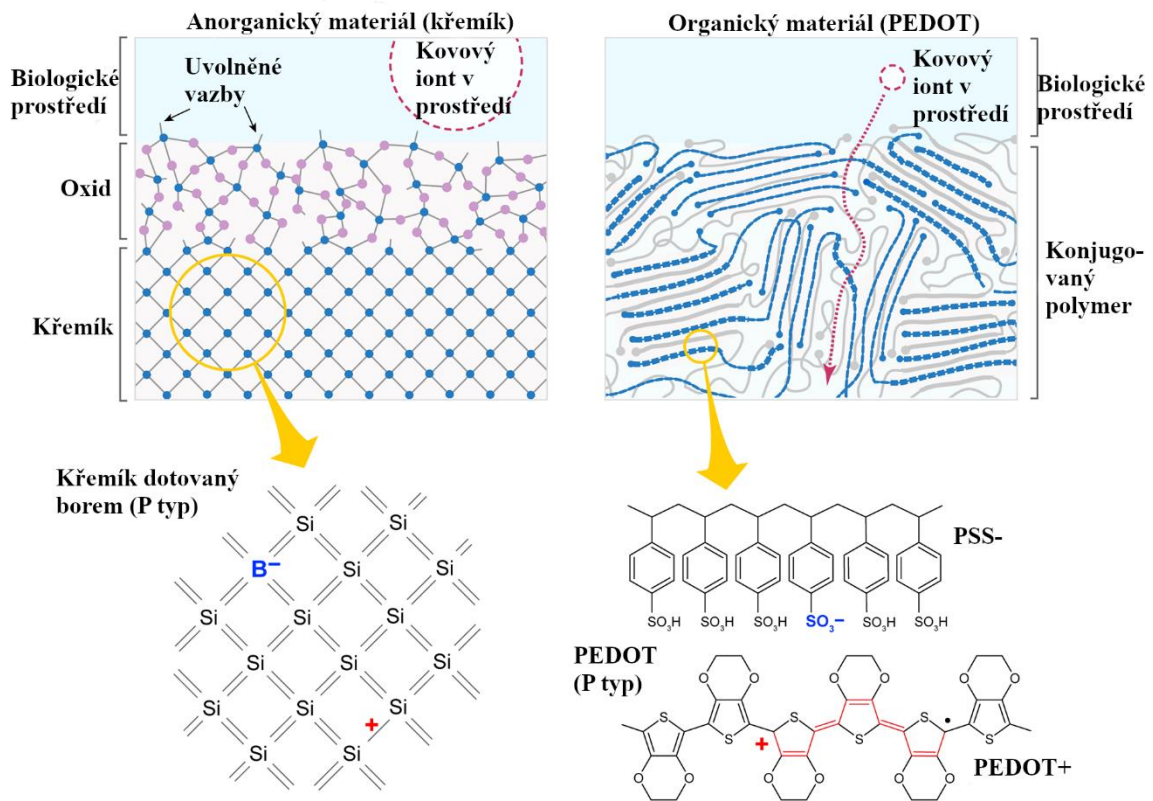 Anorganický materiál (křemík)
Biologické
prostředí
Uvolněné
vazby
Kovový
iont v
prostředí
Oxid
Křemík
Organický materiál (PEDOT)
Kovový
iont v
prostředí
Biologické
prostředí
Konjugo-
vaný
polymer
Křemík dotovaný
borem (P typ)
Si
Si
B−
Si
Si
Si
Si
Si
Si
Si
Si
Si
Si
Si
Si
+
Si
Si
PSS-
SO3H
SO3H
SO3H
SO3−
SO3H
SO3H
PEDOT
(P typ)
O
O
O
O
O
O
S
S
S
S
S
S
+
•
O
O
O
O
O
O
PEDOT+